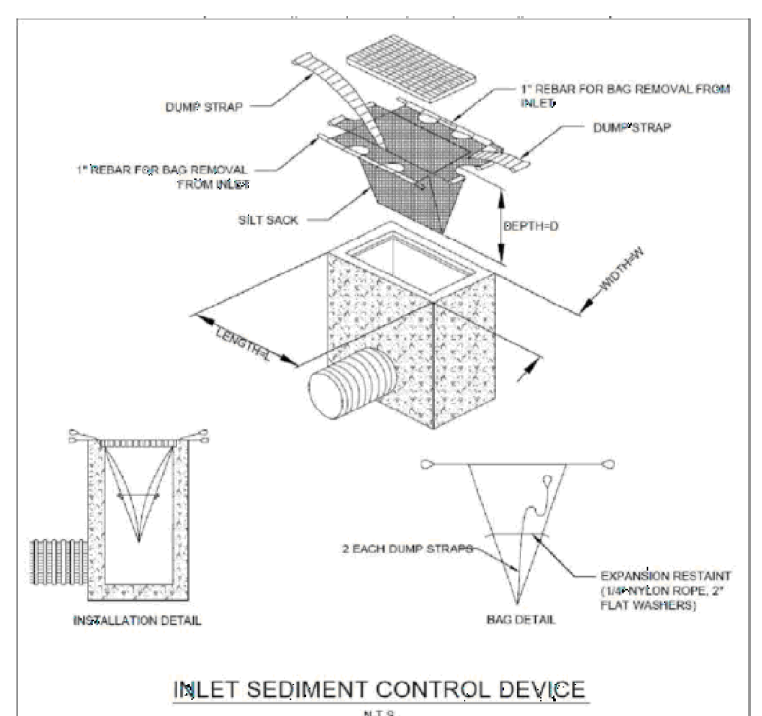 1" REBAR FOR BAG REMOVAL FROM
INLET
DUMP STRAP
DUMP STRAP
1" REBAR FOR BAG REMOVAL
FROM INLET
SILT SACK
DEPTH=D
WIDTH=W
LENGTH=L
2 EACH DUMP STRAPS
EXPANSION RESTAINT
(1/4" NYLON ROPE, 2"
FLAT WASHERS)
INSTALLATION DETAIL
BAG DETAIL
INLET SEDIMENT CONTROL DEVICE
N.T.S.